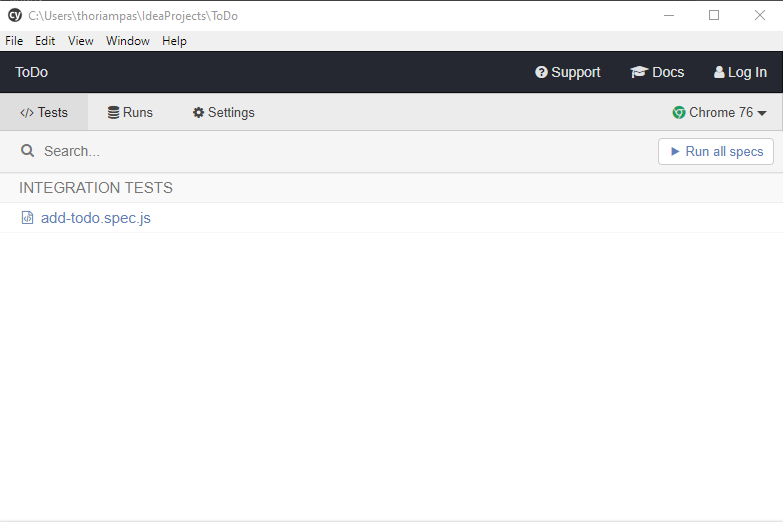 cy C:\Users\thoriampas\IdeaProjects\ToDo
File Edit View Window Help
ToDo Support Docs Log In
</> Tests Runs Settings Chrome 76
Search... Run all specs
INTEGRATION TESTS
add-todo.spec.js